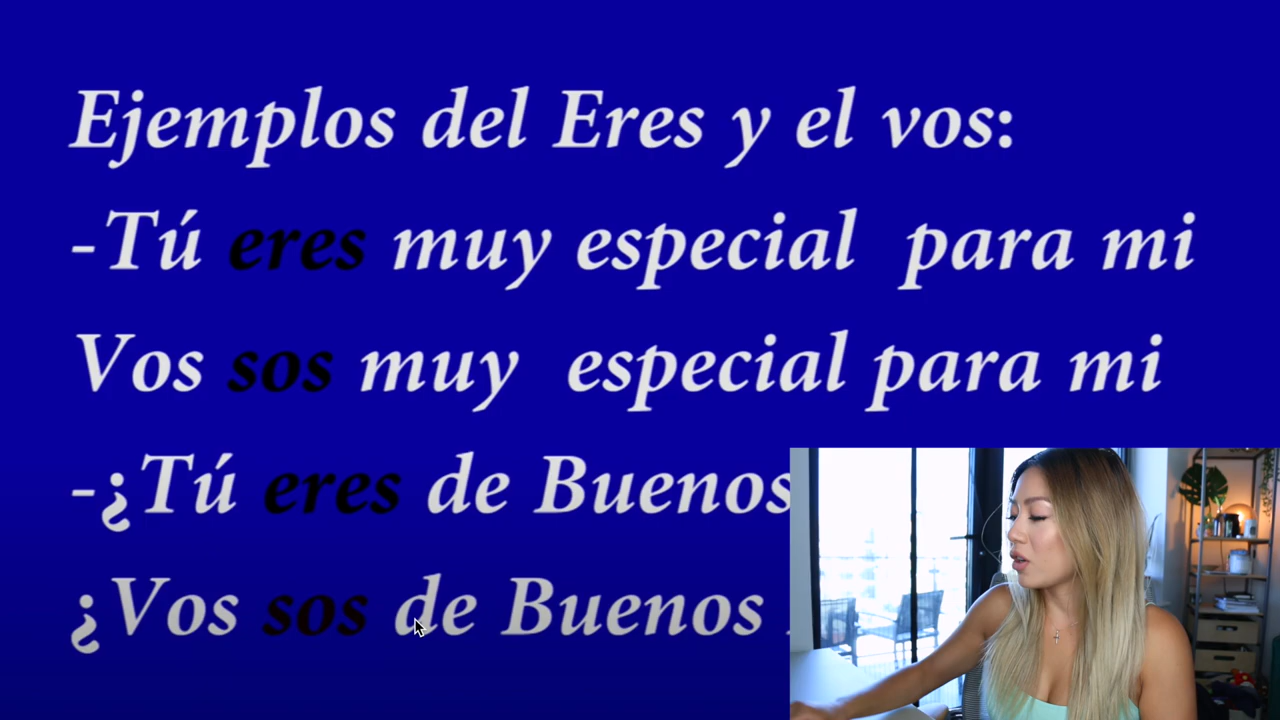 Ejemplos del Eres y el vos:
-Tú eres muy especial para mi
Vos sos muy especial para mi
-¿Tú eres de Buenos
¿Vos sos de Buenos